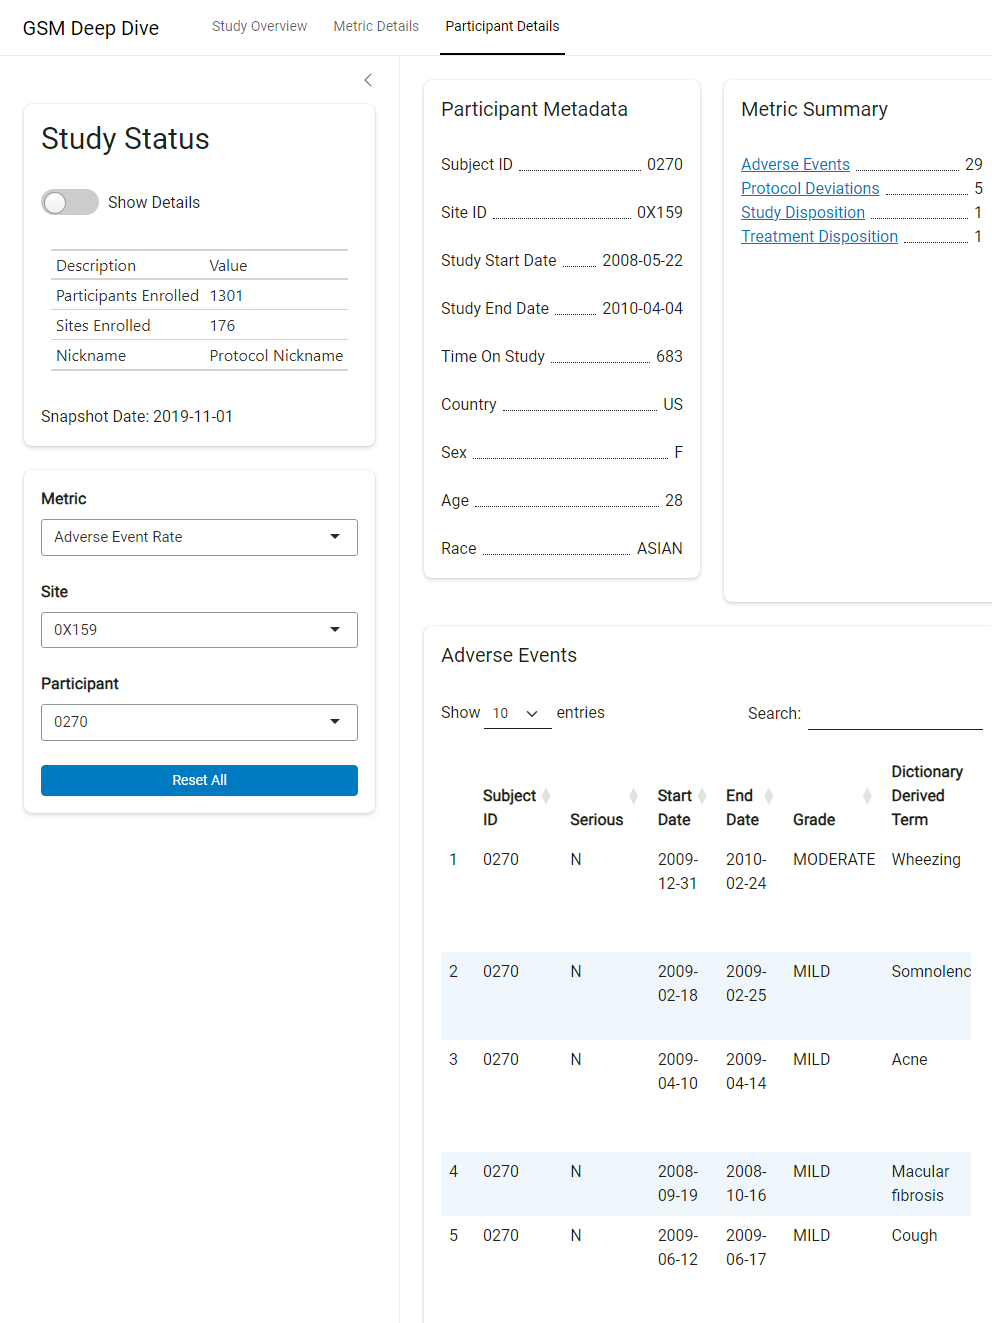 GSM Deep Dive
Study Overview
Metric Details
Participant Details
Study Status
Show Details
Description Value
Participants Enrolled 1301
Sites Enrolled 176
Nickname Protocol Nickname
Snapshot Date: 2019-11-01
Metric
Adverse Event Rate
Site
0X159
Participant
0270
Reset All
Participant Metadata
Subject ID 0270
Site ID 0X159
Study Start Date 2008-05-22
Study End Date 2010-04-04
Time On Study 683
Country US
Sex F
Age 28
Race ASIAN
Metric Summary
Adverse Events 29
Protocol Deviations 5
Study Disposition 1
Treatment Disposition 1
Adverse Events
Show 10 entries
Search:
Dictionary
Subject Start End Derived
ID Serious Date Date Grade Term
1 0270 N 2009- 2010- MODERATE Wheezing
12-31 02-24
2 0270 N 2009- 2009- MILD Somnolenc
02-18 02-25
3 0270 N 2009- 2009- MILD Acne
04-10 04-14
4 0270 N 2008- 2008- MILD Macular
09-19 10-16 fibrosis
5 0270 N 2009- 2009- MILD Cough
06-12 06-17